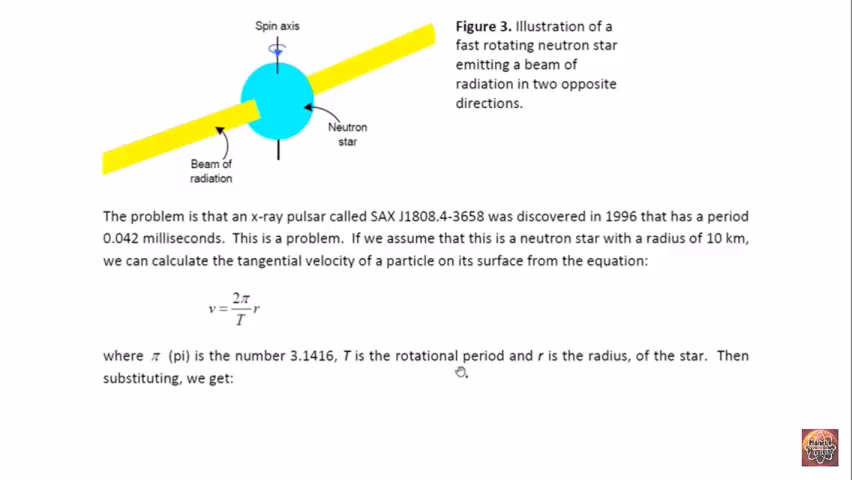 Spin axis
Figure 3. Illustration of a
fast rotating neutron star
emitting a beam of
radiation in two opposite
directions.
Neutron
star
Beam of
radiation
The problem is that an x-ray pulsar called SAX J1808.4-3658 was discovered in 1996 that has a period
0.042 milliseconds. This is a problem. If we assume that this is a neutron star with a radius of 10 km,
we can calculate the tangential velocity of a particle on its surface from the equation:
v = 2π/T r
where π (pi) is the number 3.1416, T is the rotational period and r is the radius, of the star. Then
substituting, we get: